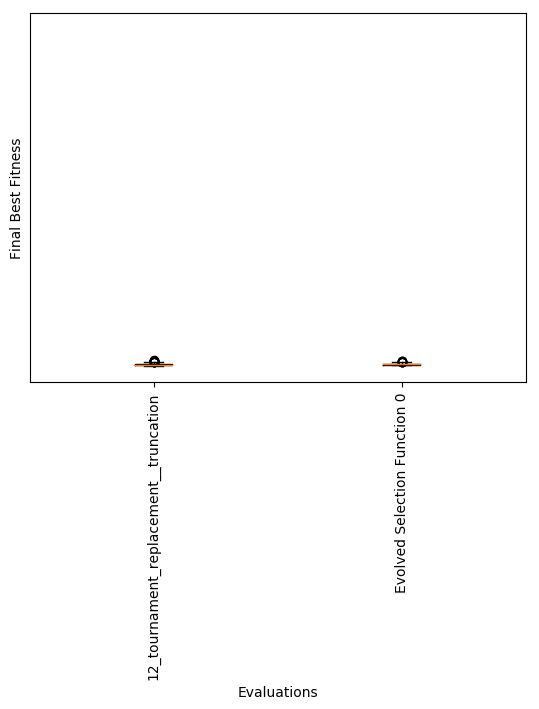 Final Best Fitness
12_tournament_replacement__truncation
Evolved Selection Function 0
Evaluations